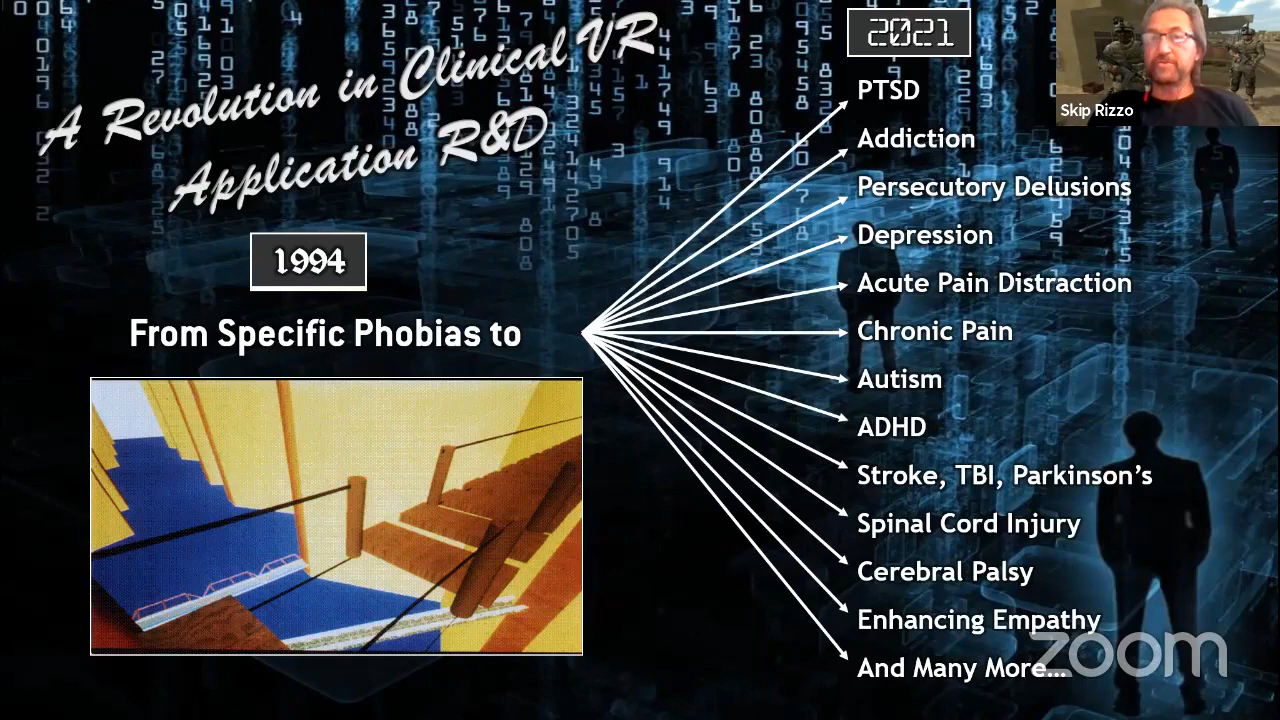 A Revolution in Clinical VR
Application R&D
1994
From Specific Phobias to
2021
PTSD
Addiction
Persecutory Delusions
Depression
Acute Pain Distraction
Chronic Pain
Autism
ADHD
Stroke, TBI, Parkinson’s
Spinal Cord Injury
Cerebral Palsy
Enhancing Empathy
And Many More…
Skip Rizzo
zoom